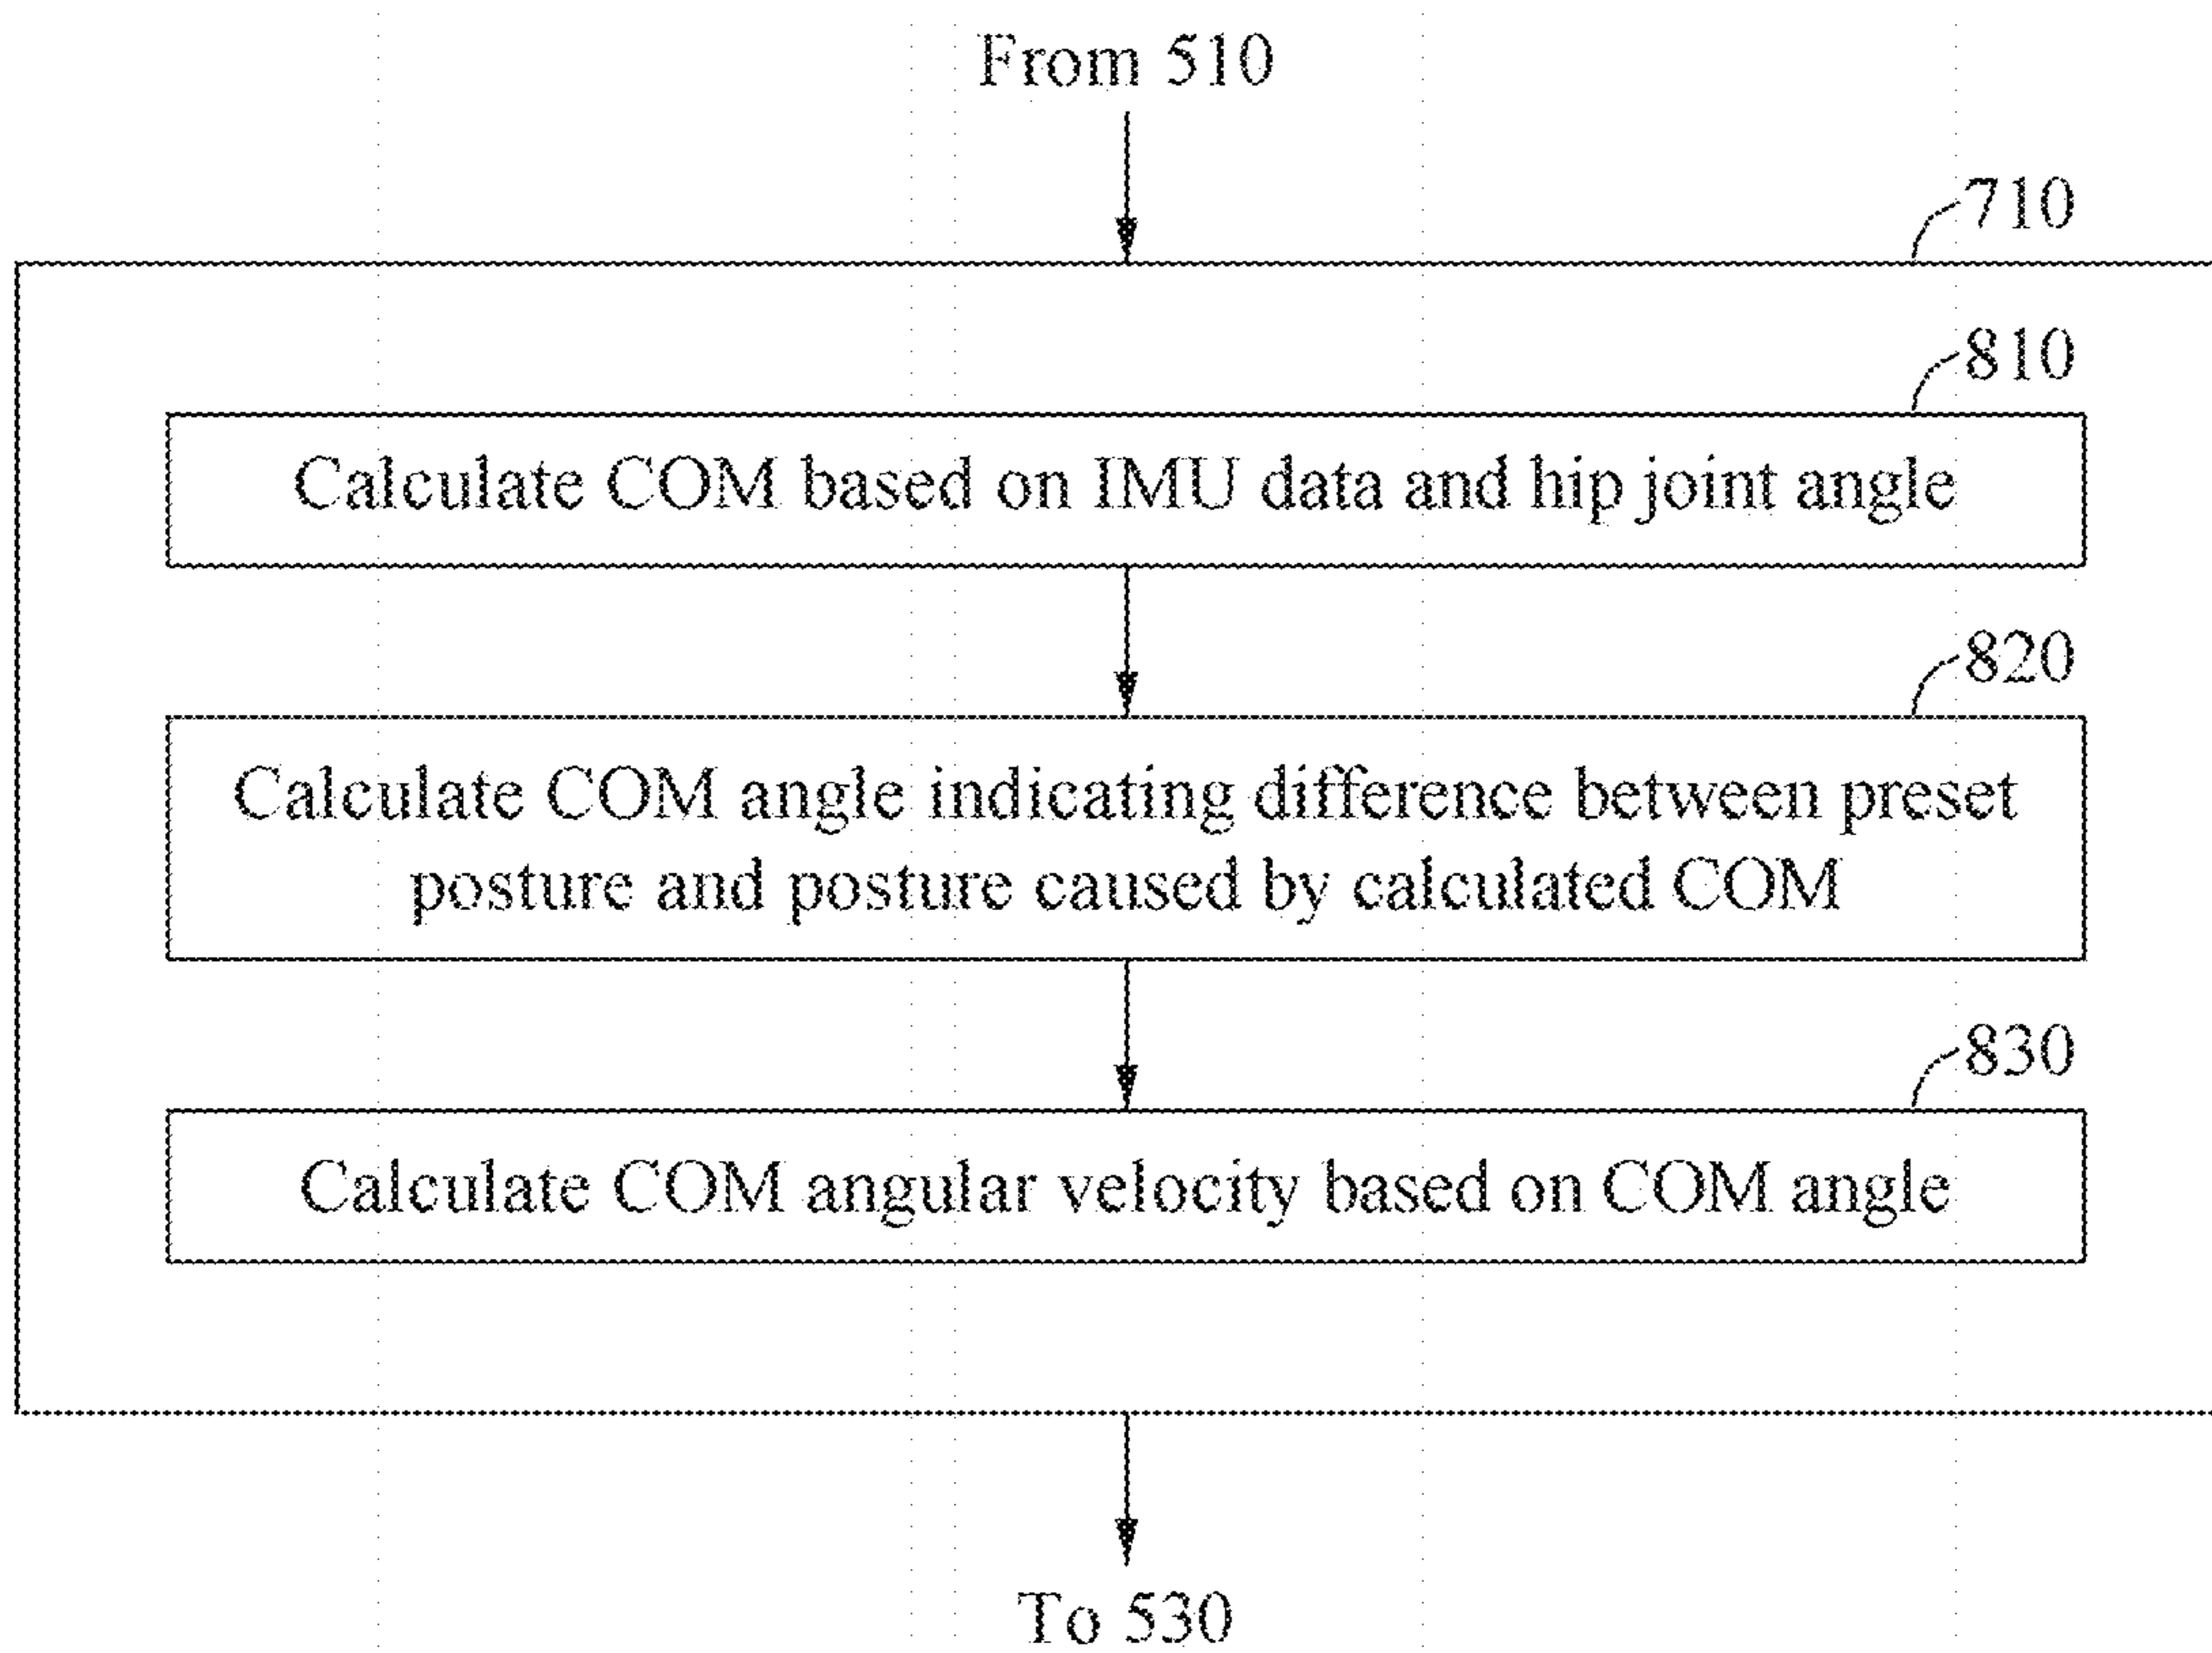 From 510
710
810
Calculate COM based on IMU data and hip joint angle
820
Calculate COM angle indicating difference between preset
posture and posture caused by calculated COM
830
Calculate COM angular velocity based on COM angle
To 530